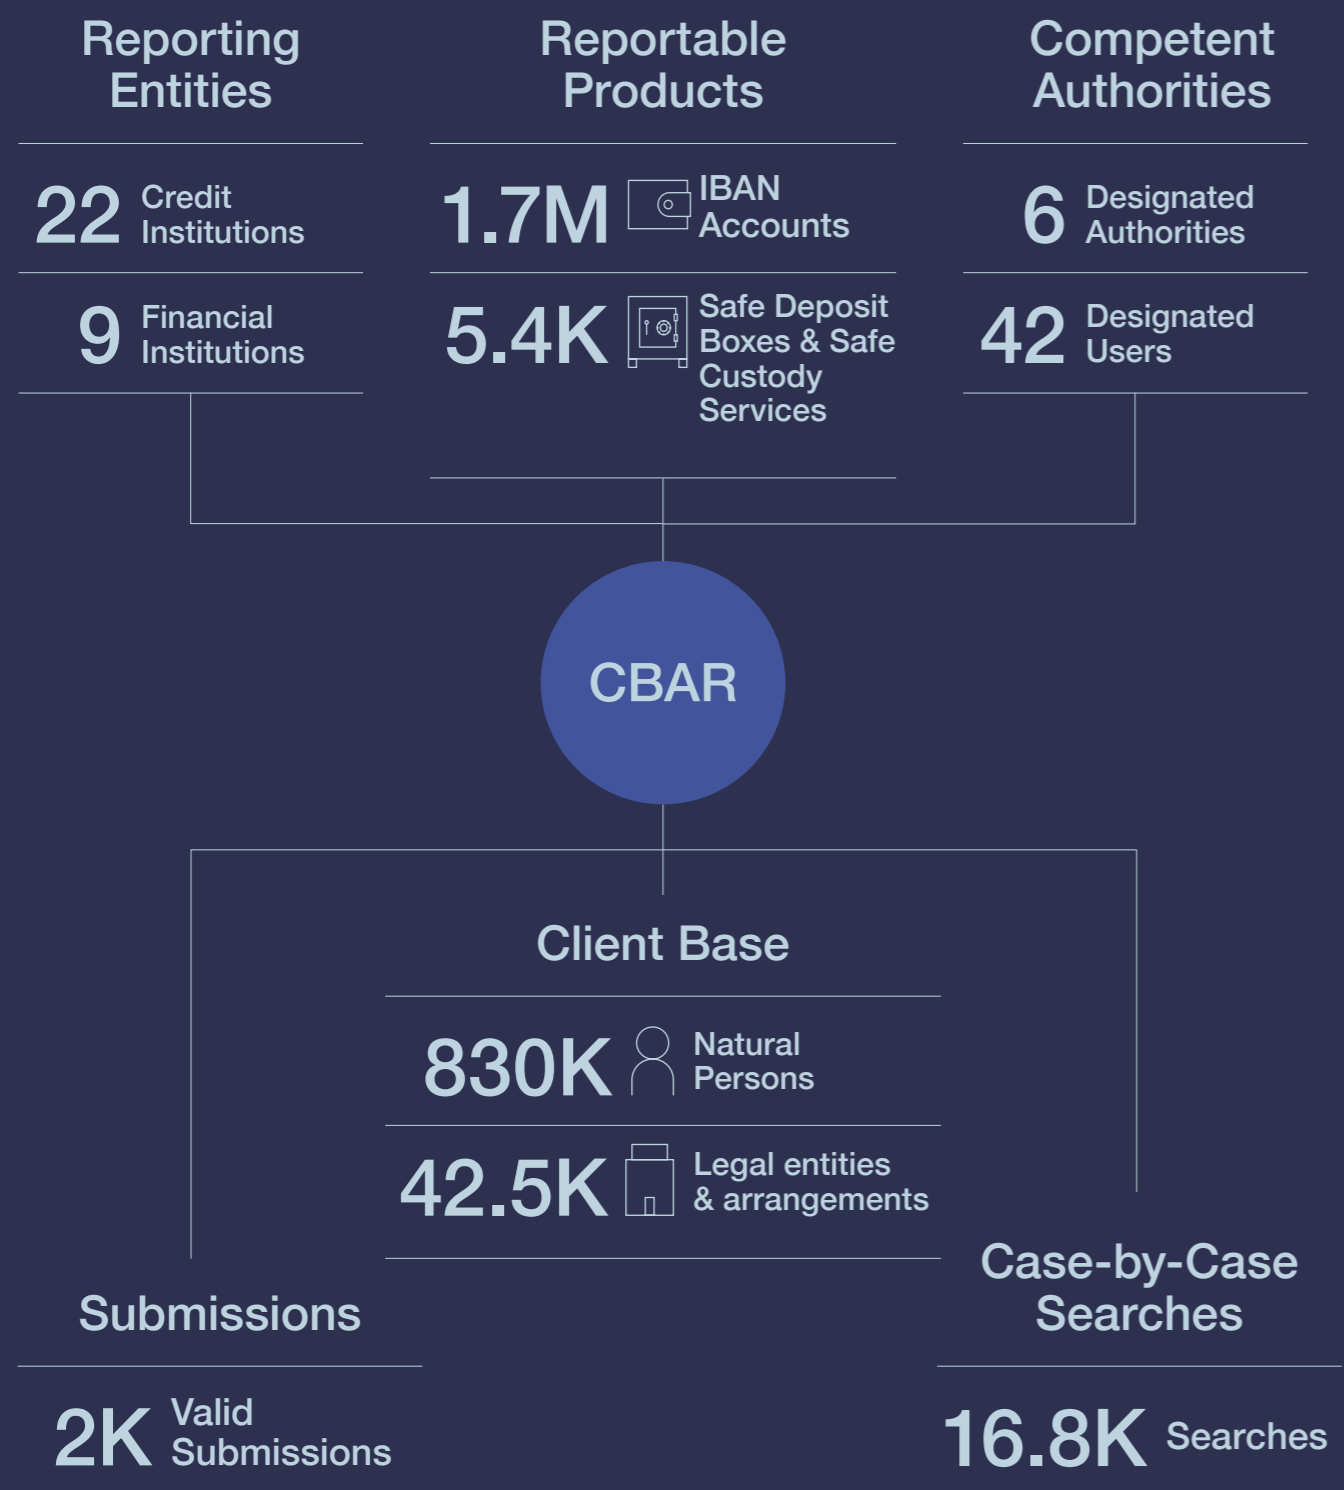 Reporting
Entities
22 Credit
Institutions
9 Financial
Institutions
Reportable
Products
1.7M IBAN
Accounts
5.4K Safe Deposit
Boxes & Safe
Custody
Services
Competent
Authorities
6 Designated
Authorities
42 Designated
Users
CBAR
Client Base
830K Natural
Persons
42.5K Legal entities
& arrangements
Submissions
2K Valid
Submissions
Case-by-Case
Searches
16.8K Searches